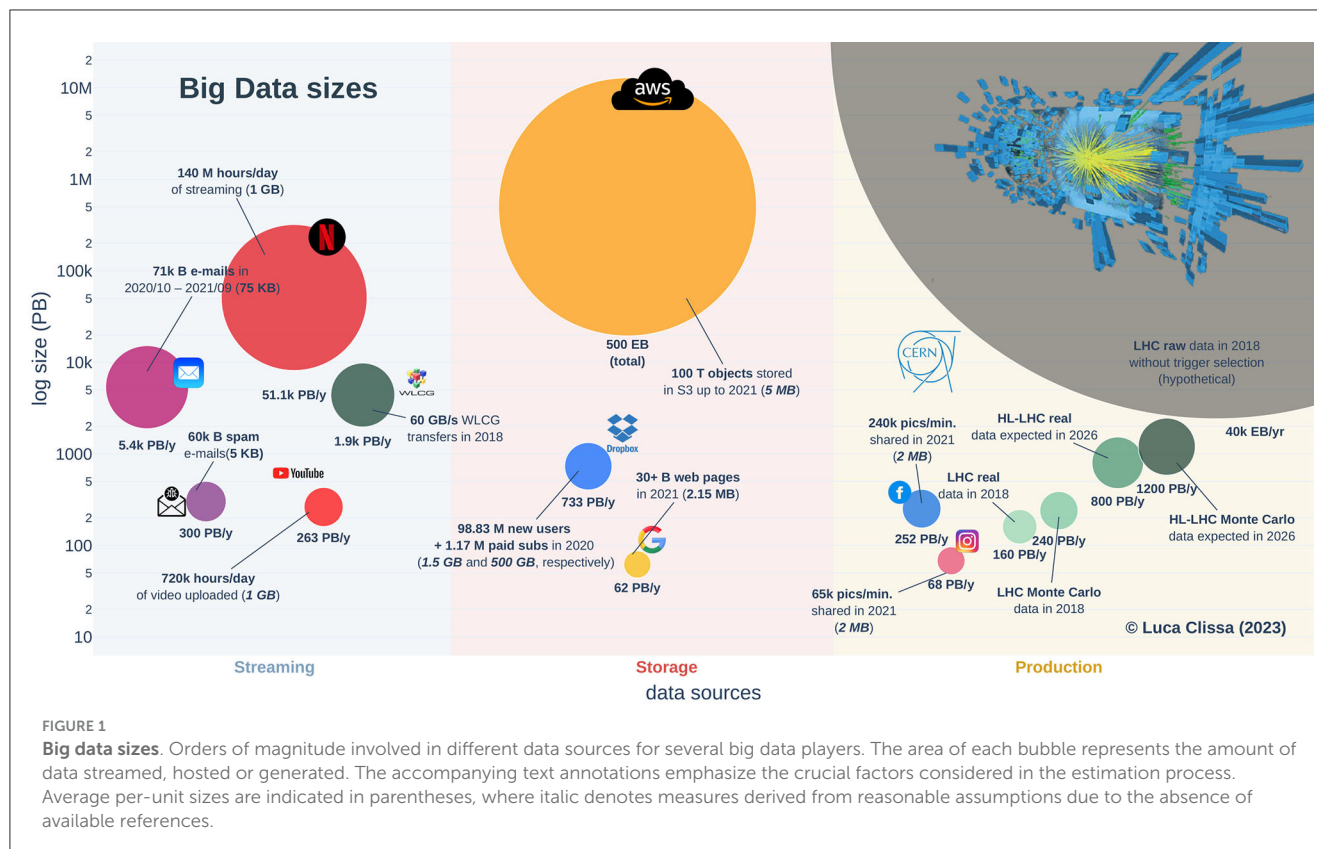 Big Data sizes
log size (PB)
2
10M
5
2
1M
5
2
100k
5
2
10k
5
2
1000
5
2
100
5
2
10
140 M hours/day
of streaming (1 GB)
71k B e-mails in
2020/10 – 2021/09 (75 KB)
5.4k PB/y
51.1k PB/y
WLCG
1.9k PB/y
60 GB/s WLCG
transfers in 2018
60k B spam
e-mails(5 KB)
300 PB/y
YouTube
263 PB/y
720k hours/day
of video uploaded (1 GB)
aws
500 EB
(total)
100 T objects stored
in S3 up to 2021 (5 MB)
Dropbox
733 PB/y
30+ B web pages
in 2021 (2.15 MB)
98.83 M new users
+ 1.17 M paid subs in 2020
(1.5 GB and 500 GB, respectively)
62 PB/y
CERN
LHC raw data in 2018
without trigger selection
(hypothetical)
40k EB/yr
240k pics/min.
shared in 2021
(2 MB)
252 PB/y
HL-LHC real
data expected in 2026
800 PB/y
1200 PB/y
LHC real
data in 2018
160 PB/y
240 PB/y
HL-LHC Monte Carlo
data expected in 2026
68 PB/y
65k pics/min.
shared in 2021
(2 MB)
LHC Monte Carlo
data in 2018
© Luca Clissa (2023)
Streaming
Storage
Production
data sources
FIGURE 1
Big data sizes. Orders of magnitude involved in different data sources for several big data players. The area of each bubble represents the amount of
data streamed, hosted or generated. The accompanying text annotations emphasize the crucial factors considered in the estimation process.
Average per-unit sizes are indicated in parentheses, where italic denotes measures derived from reasonable assumptions due to the absence of
available references.